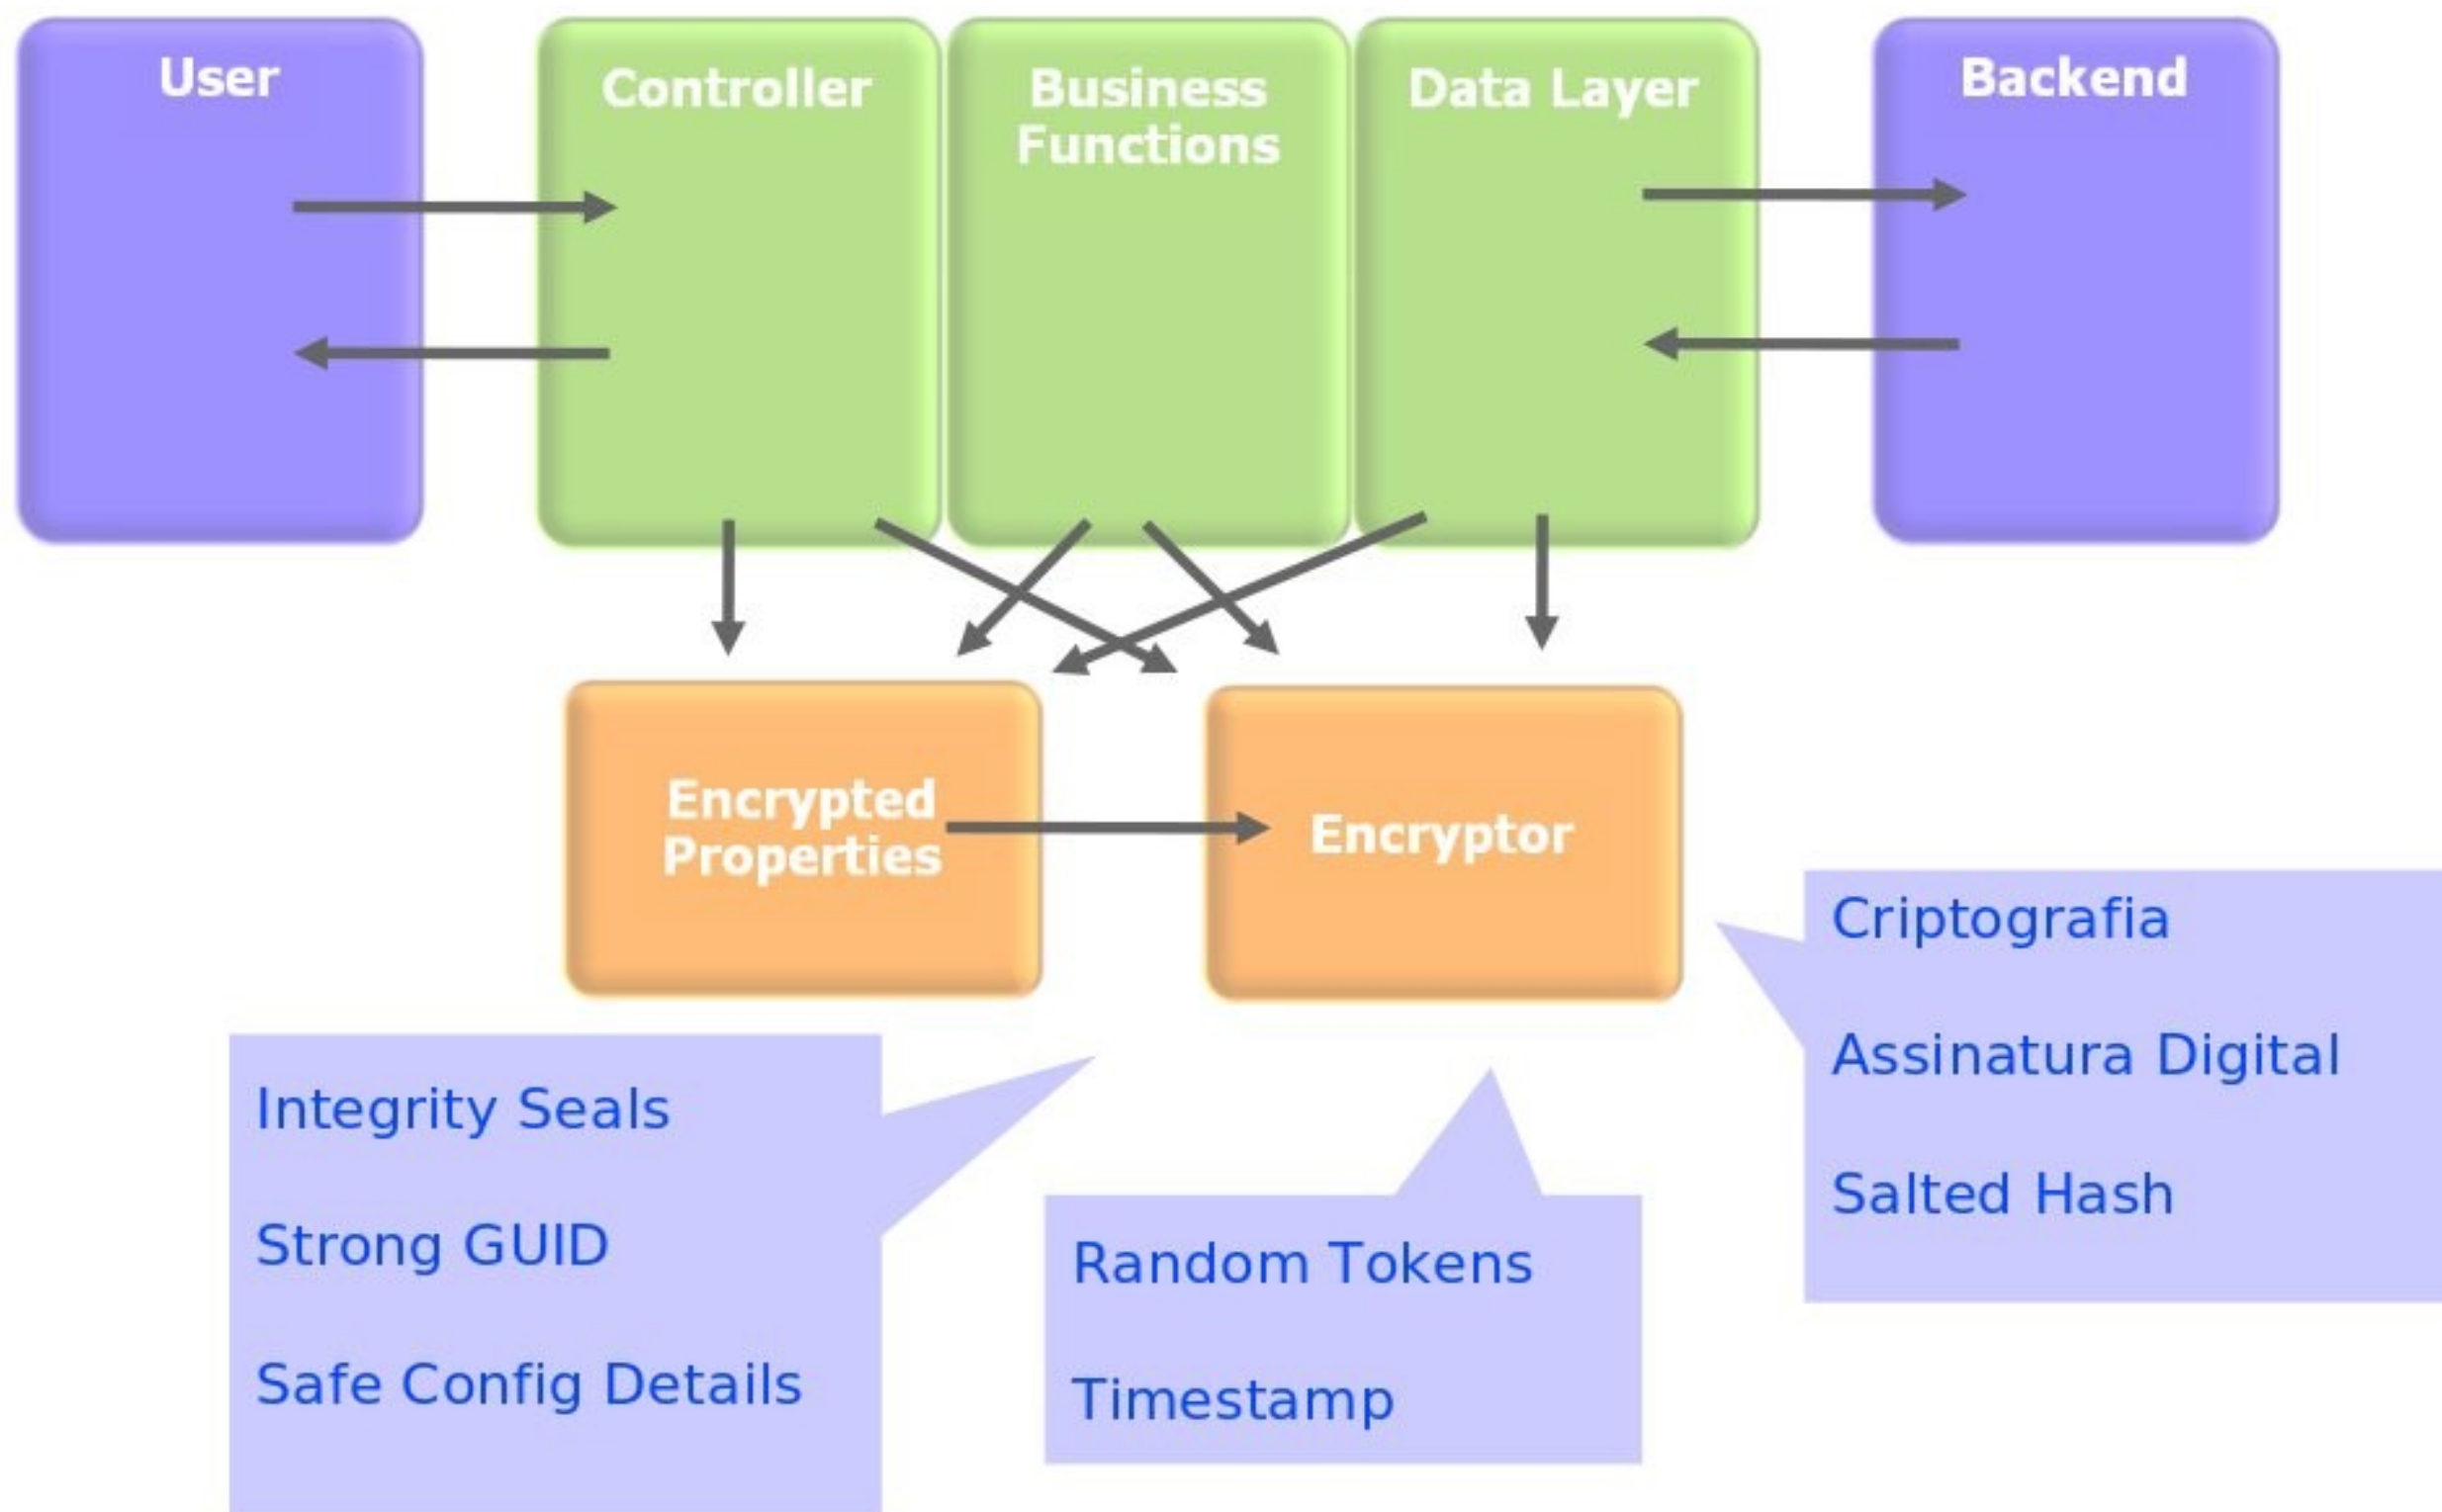 User
Controller
Business
Functions
Data Layer
Backend
Encrypted
Properties
Encryptor
Criptografia
Assinatura Digital
Salted Hash
Integrity Seals
Strong GUID
Safe Config Details
Random Tokens
Timestamp